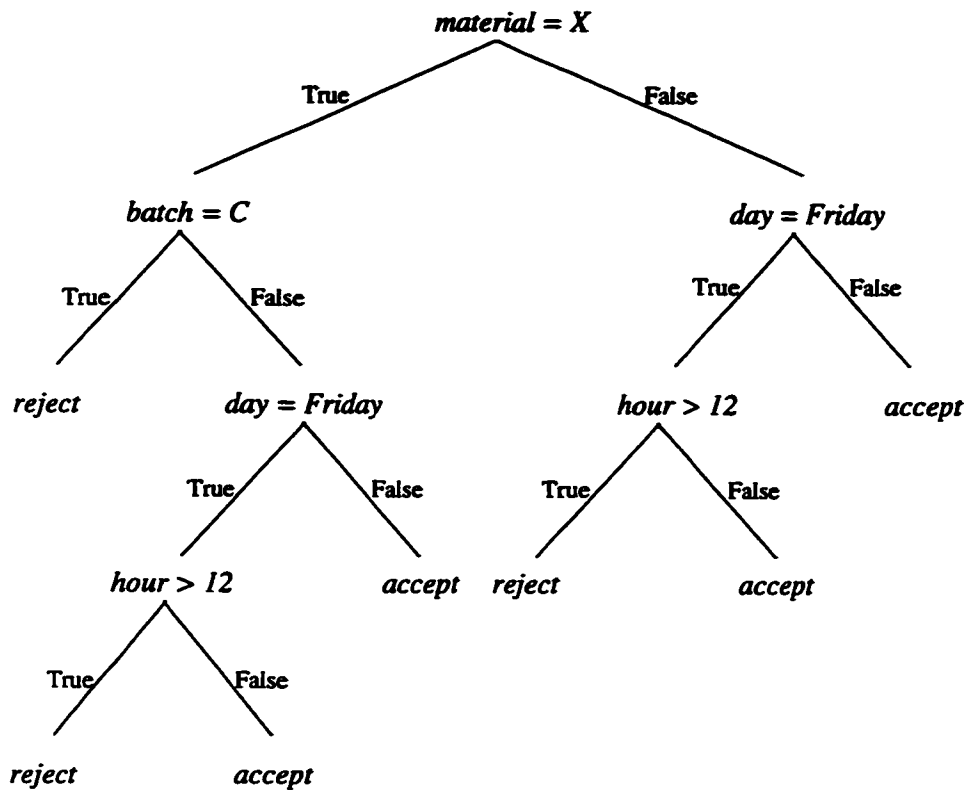 material = X
True
False
batch = C
day = Friday
True
False
True
False
reject
day = Friday
hour > 12
accept
True
False
True
False
hour > 12
accept
reject
accept
True
False
reject
accept